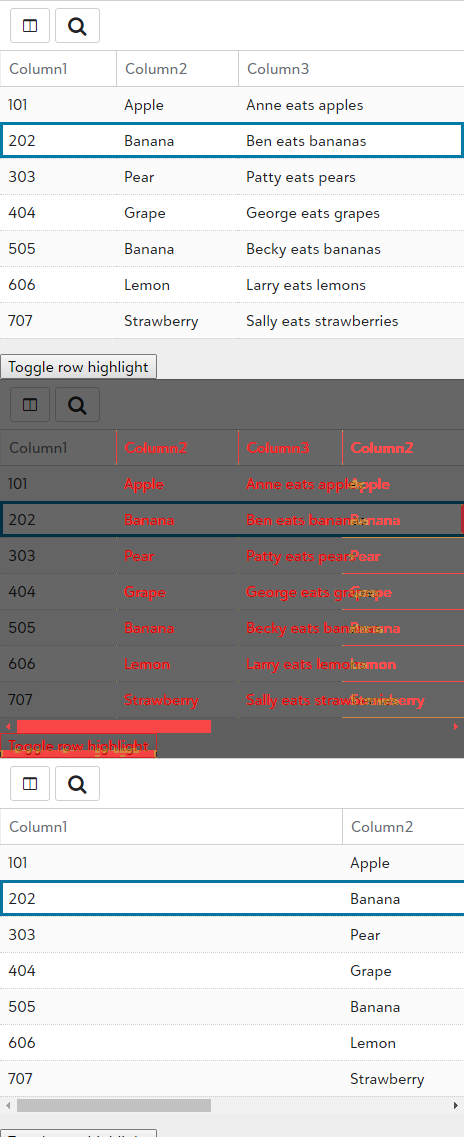 Column1 Column2 Column3
101 Apple Anne eats apples
202 Banana Ben eats bananas
303 Pear Patty eats pears
404 Grape George eats grapes
505 Banana Becky eats bananas
606 Lemon Larry eats lemons
707 Strawberry Sally eats strawberries
Toggle row highlight
Column1 Column2 Column3 Column2
101 Apple Anne eats apples Apple
202 Banana Ben eats bananas Banana
303 Pear Patty eats pears Pear
404 Grape George eats grapes Grape
505 Banana Becky eats bananas Banana
606 Lemon Larry eats lemons Lemon
707 Strawberry Sally eats strawberries Strawberry
Toggle row highlight
Column1 Column2
101 Apple
202 Banana
303 Pear
404 Grape
505 Banana
606 Lemon
707 Strawberry